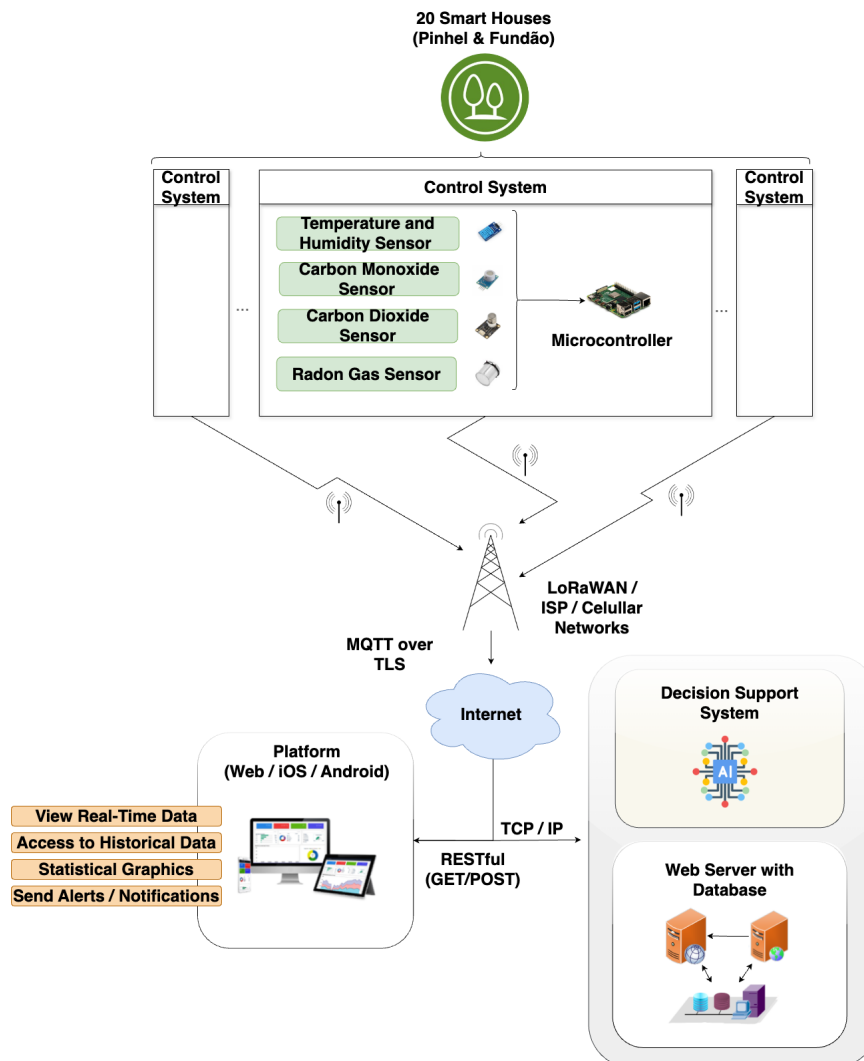 20 Smart Houses
(Pinhel & Fundão)
Control
System
Control System
Control
System
Temperature and
Humidity Sensor
Carbon Monoxide
Sensor
Carbon Dioxide
Sensor
Radon Gas Sensor
...
...
Microcontroller
LoRaWAN /
ISP / Celullar
Networks
MQTT over
TLS
Internet
Decision Support
System
AI
Platform
(Web / iOS / Android)
View Real-Time Data
Access to Historical Data
Statistical Graphics
Send Alerts / Notifications
TCP / IP
RESTful
(GET/POST)
Web Server with
Database